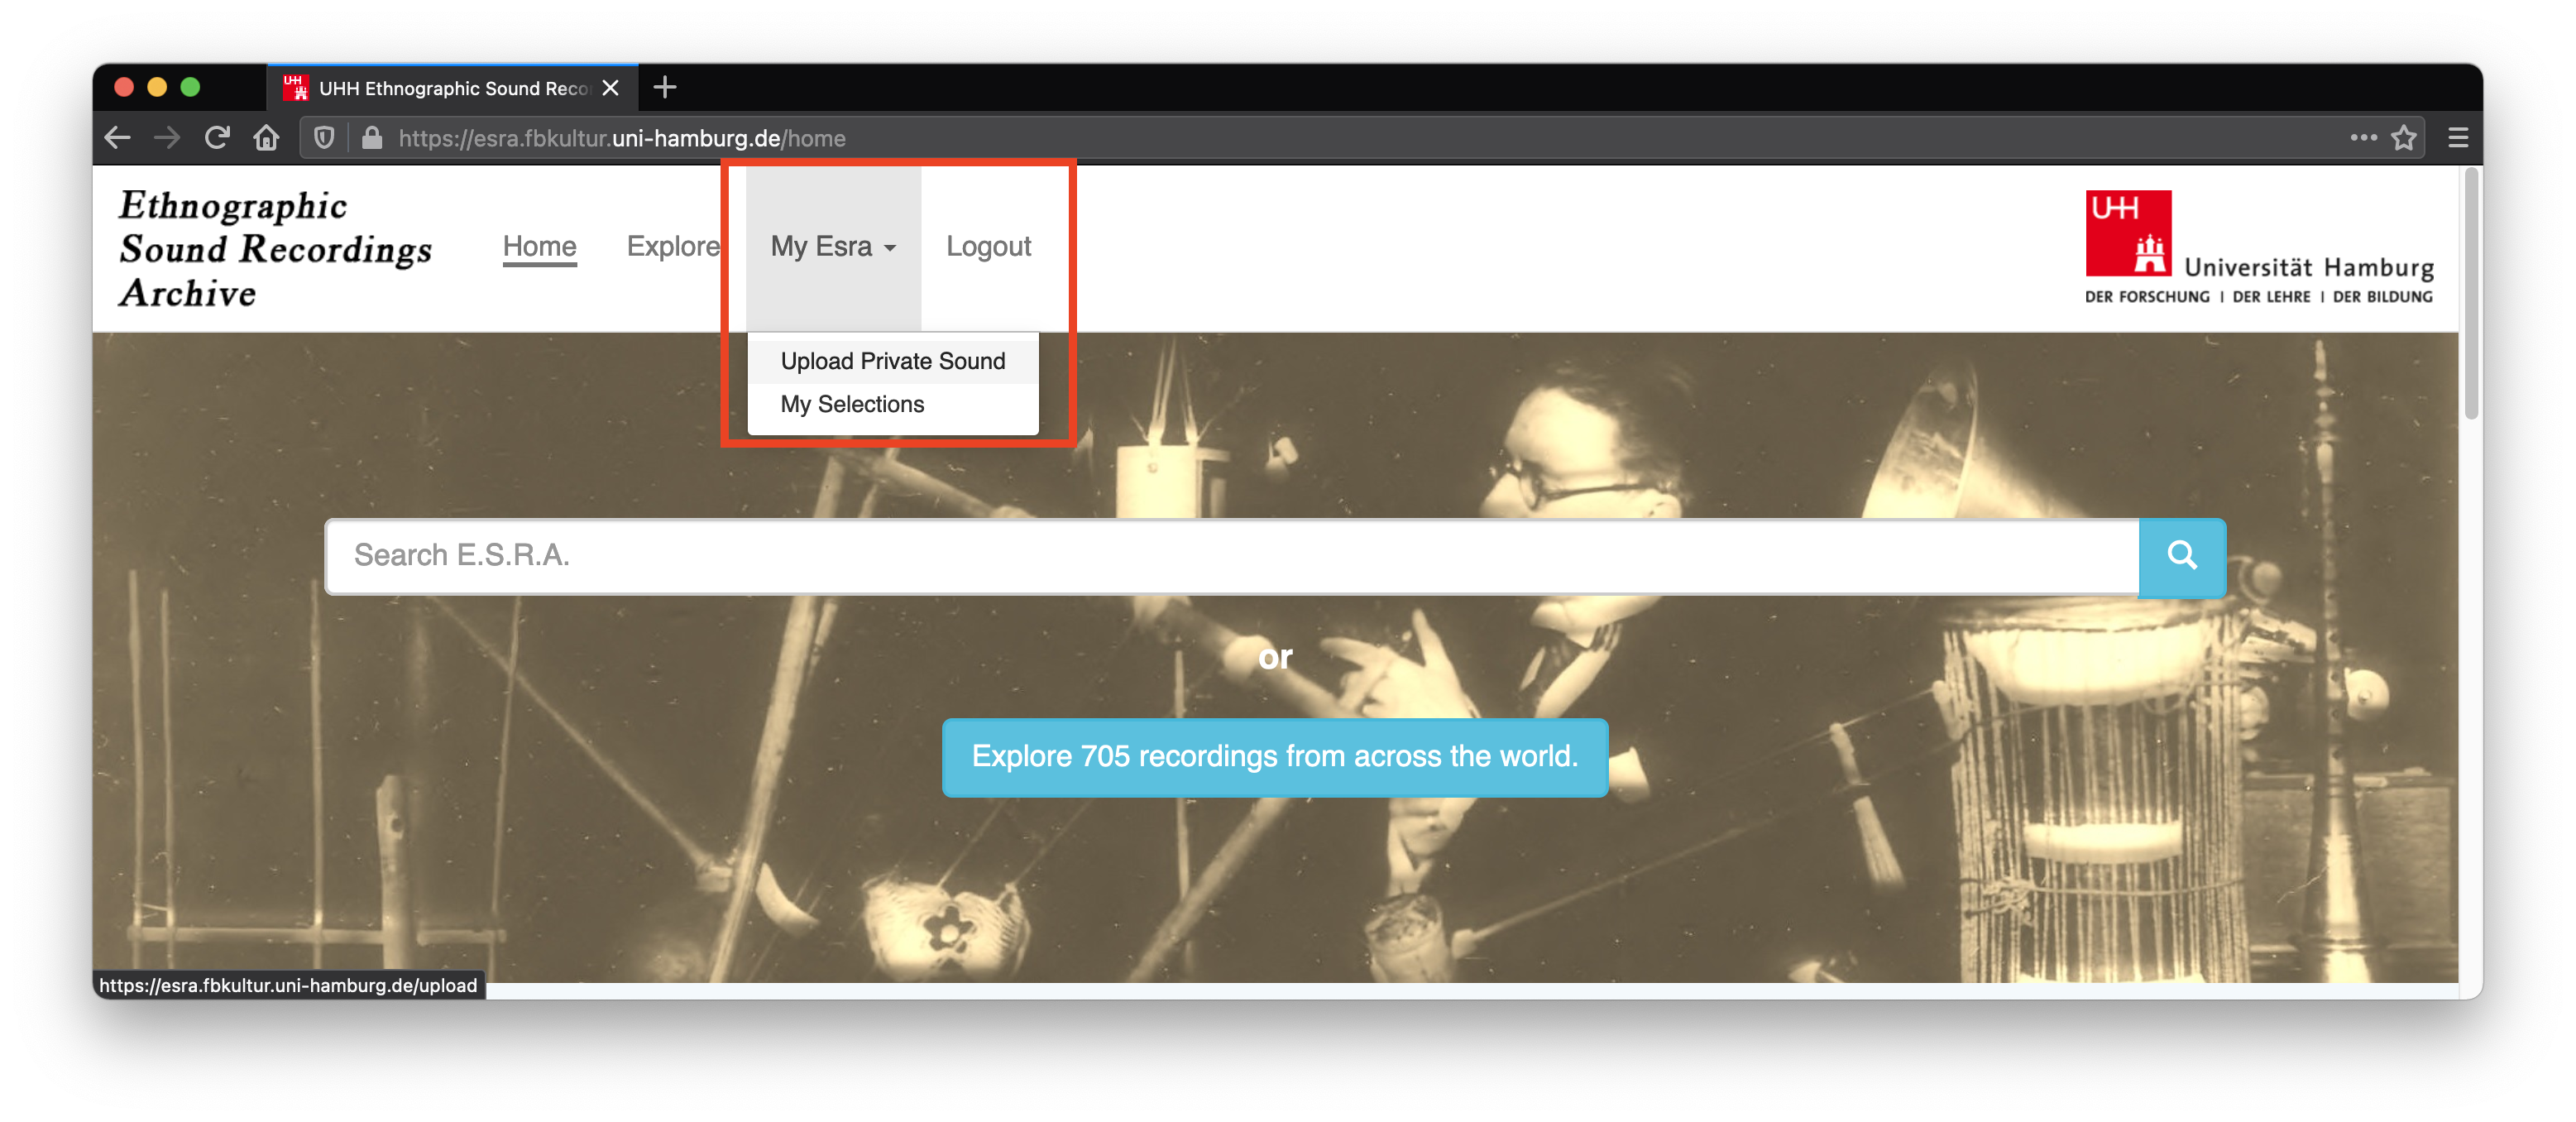 UHH Ethnographic Sound Reco
https://esra.fbkultur.uni-hamburg.de/home
Ethnographic
Sound Recordings
Archive
Home
Explore
My Esra
Logout
UHH
Universität Hamburg
DER FORSCHUNG | DER LEHRE | DER BILDUNG
Upload Private Sound
My Selections
Search E.S.R.A.
or
Explore 705 recordings from across the world.
https://esra.fbkultur.uni-hamburg.de/upload